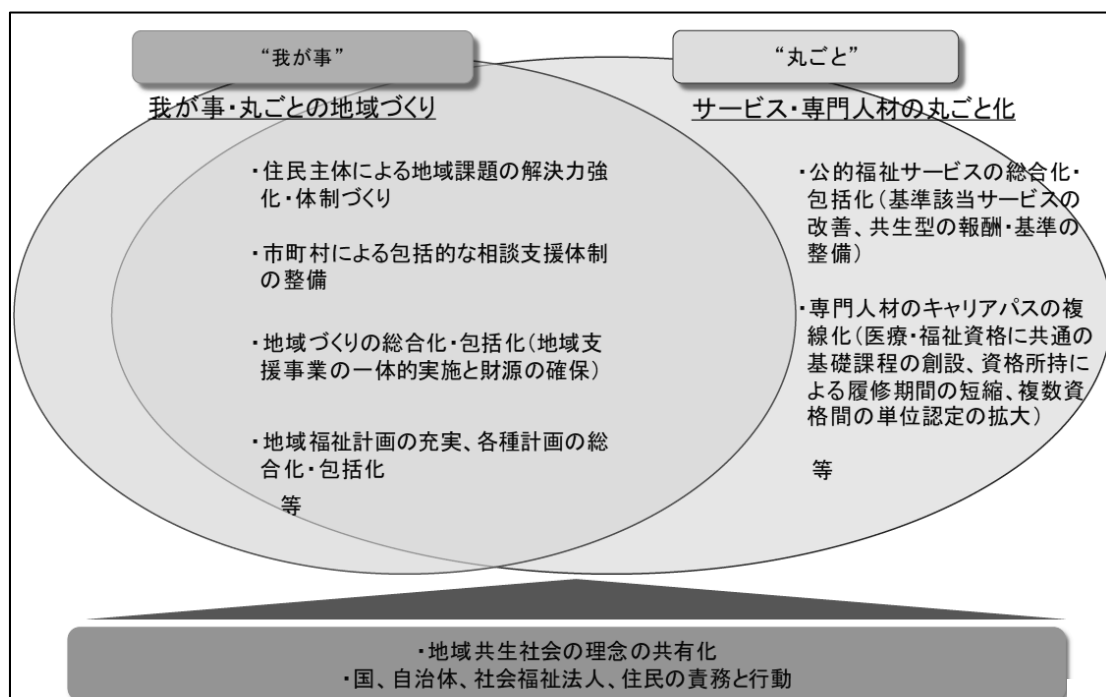 “我が事”
我が事・丸ごとの地域づくり
・住民主体による地域課題の解決力強
化・体制づくり
・市町村による包括的な相談支援体制
の整備
・地域づくりの総合化・包括化（地域支
援事業の一体的実施と財源の確保）
・地域福祉計画の充実、各種計画の総
合化・包括化
等
“丸ごと”
サービス・専門人材の丸ごと化
・公的福祉サービスの総合化・
包括化（基準該当サービスの
改善、共生型の報酬・基準の
整備）
・専門人材のキャリアパスの複
線化（医療・福祉資格に共通の
基礎課程の創設、資格所持に
よる履修期間の短縮、複数資
格間の単位認定の拡大）
等
・地域共生社会の理念の共有化
・国、自治体、社会福祉法人、住民の責務と行動